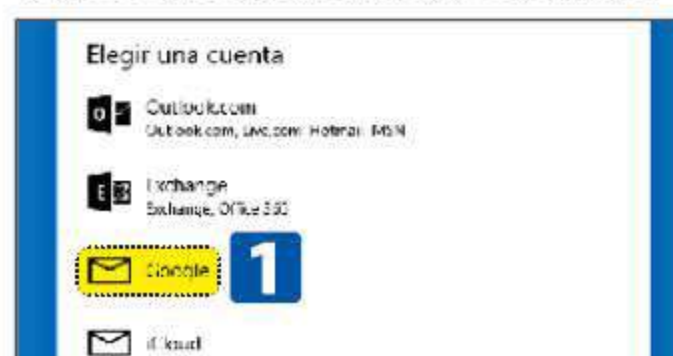 Elegir una cuenta
Outlook.com
Outlook.com, Live.com, Hotmail, MSN
Exchange
Exchange, Office 365
Google
1
iCloud